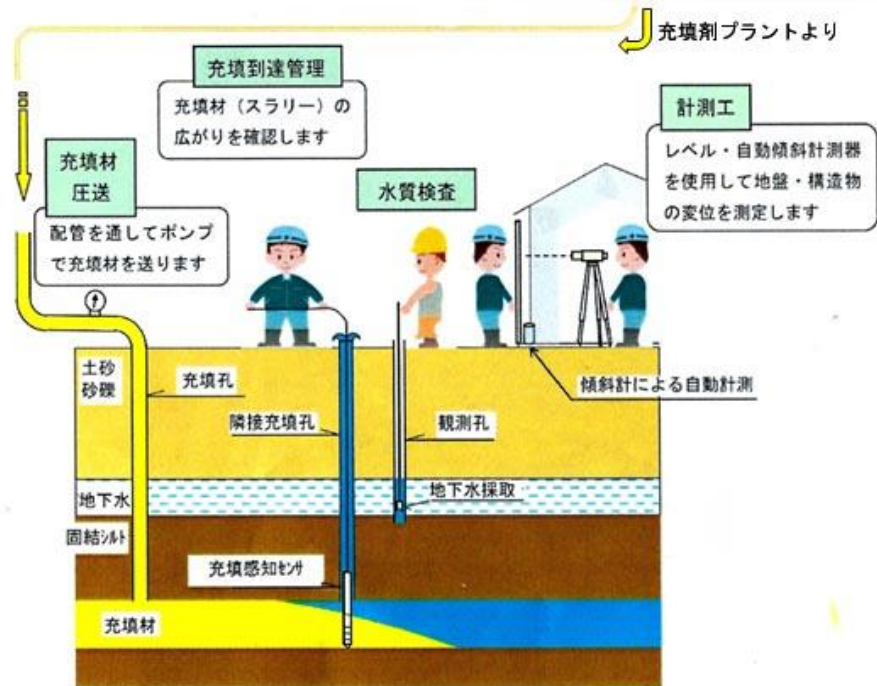 充填剤プラントより
充填到達管理
充填材（スラリー）の
広がりを確認します
計測工
レベル・自動傾斜計測器
を使用して地盤・構造物
の変位を測定します
充填材
圧送
配管を通してポンプ
で充填材を送ります
水質検査
土砂
砂礫
充填孔
傾斜計による自動計測
隣接充填孔
観測孔
地下水
地下水採取
固結シルト
充填感知センサ
充填材